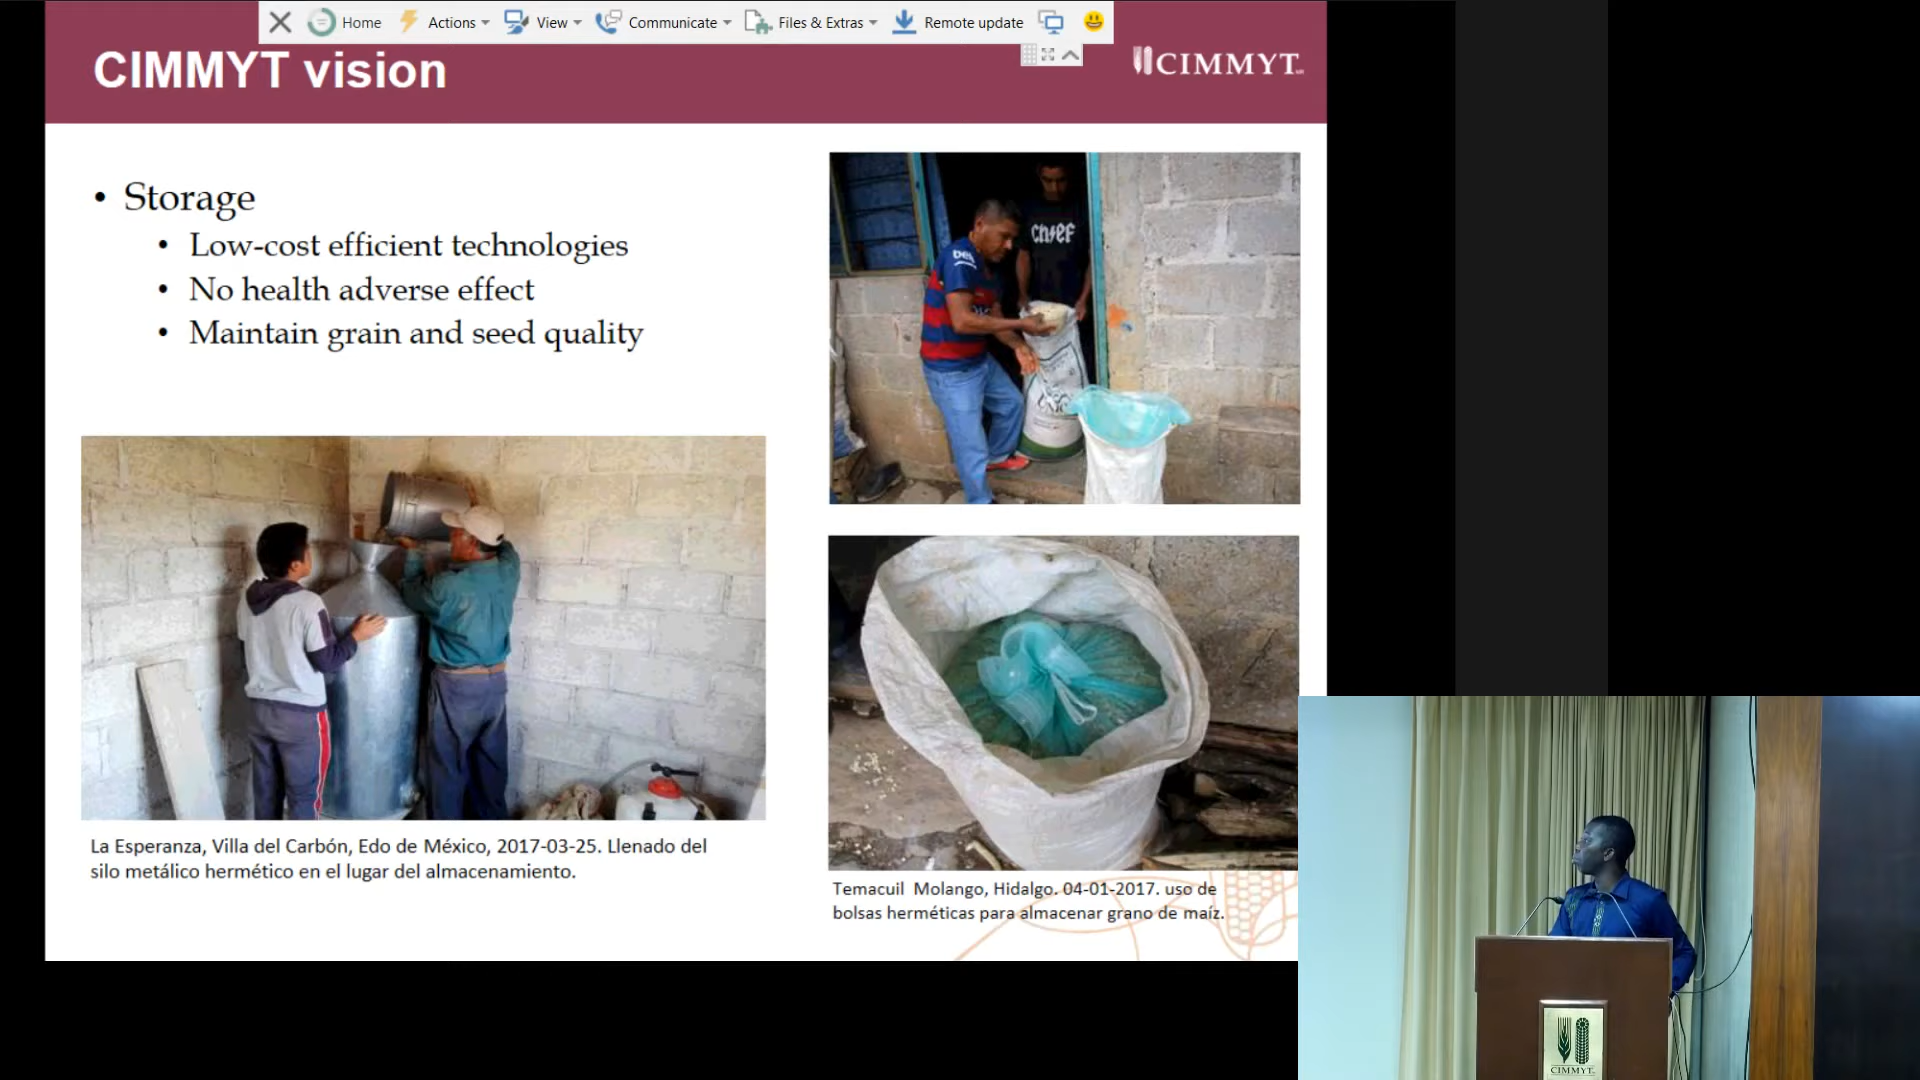 Home
Actions
View
Communicate
Files & Extras
Remote update
CIMMYT vision
CIMMYT
• Storage
• Low-cost efficient technologies
• No health adverse effect
• Maintain grain and seed quality
chief
La Esperanza, Villa del Carbón, Edo de México, 2017-03-25. Llenado del
silo metálico hermético en el lugar del almacenamiento.
Temacuil Molango, Hidalgo. 04-01-2017. uso de
bolsas herméticas para almacenar grano de maíz.
CIMMYT